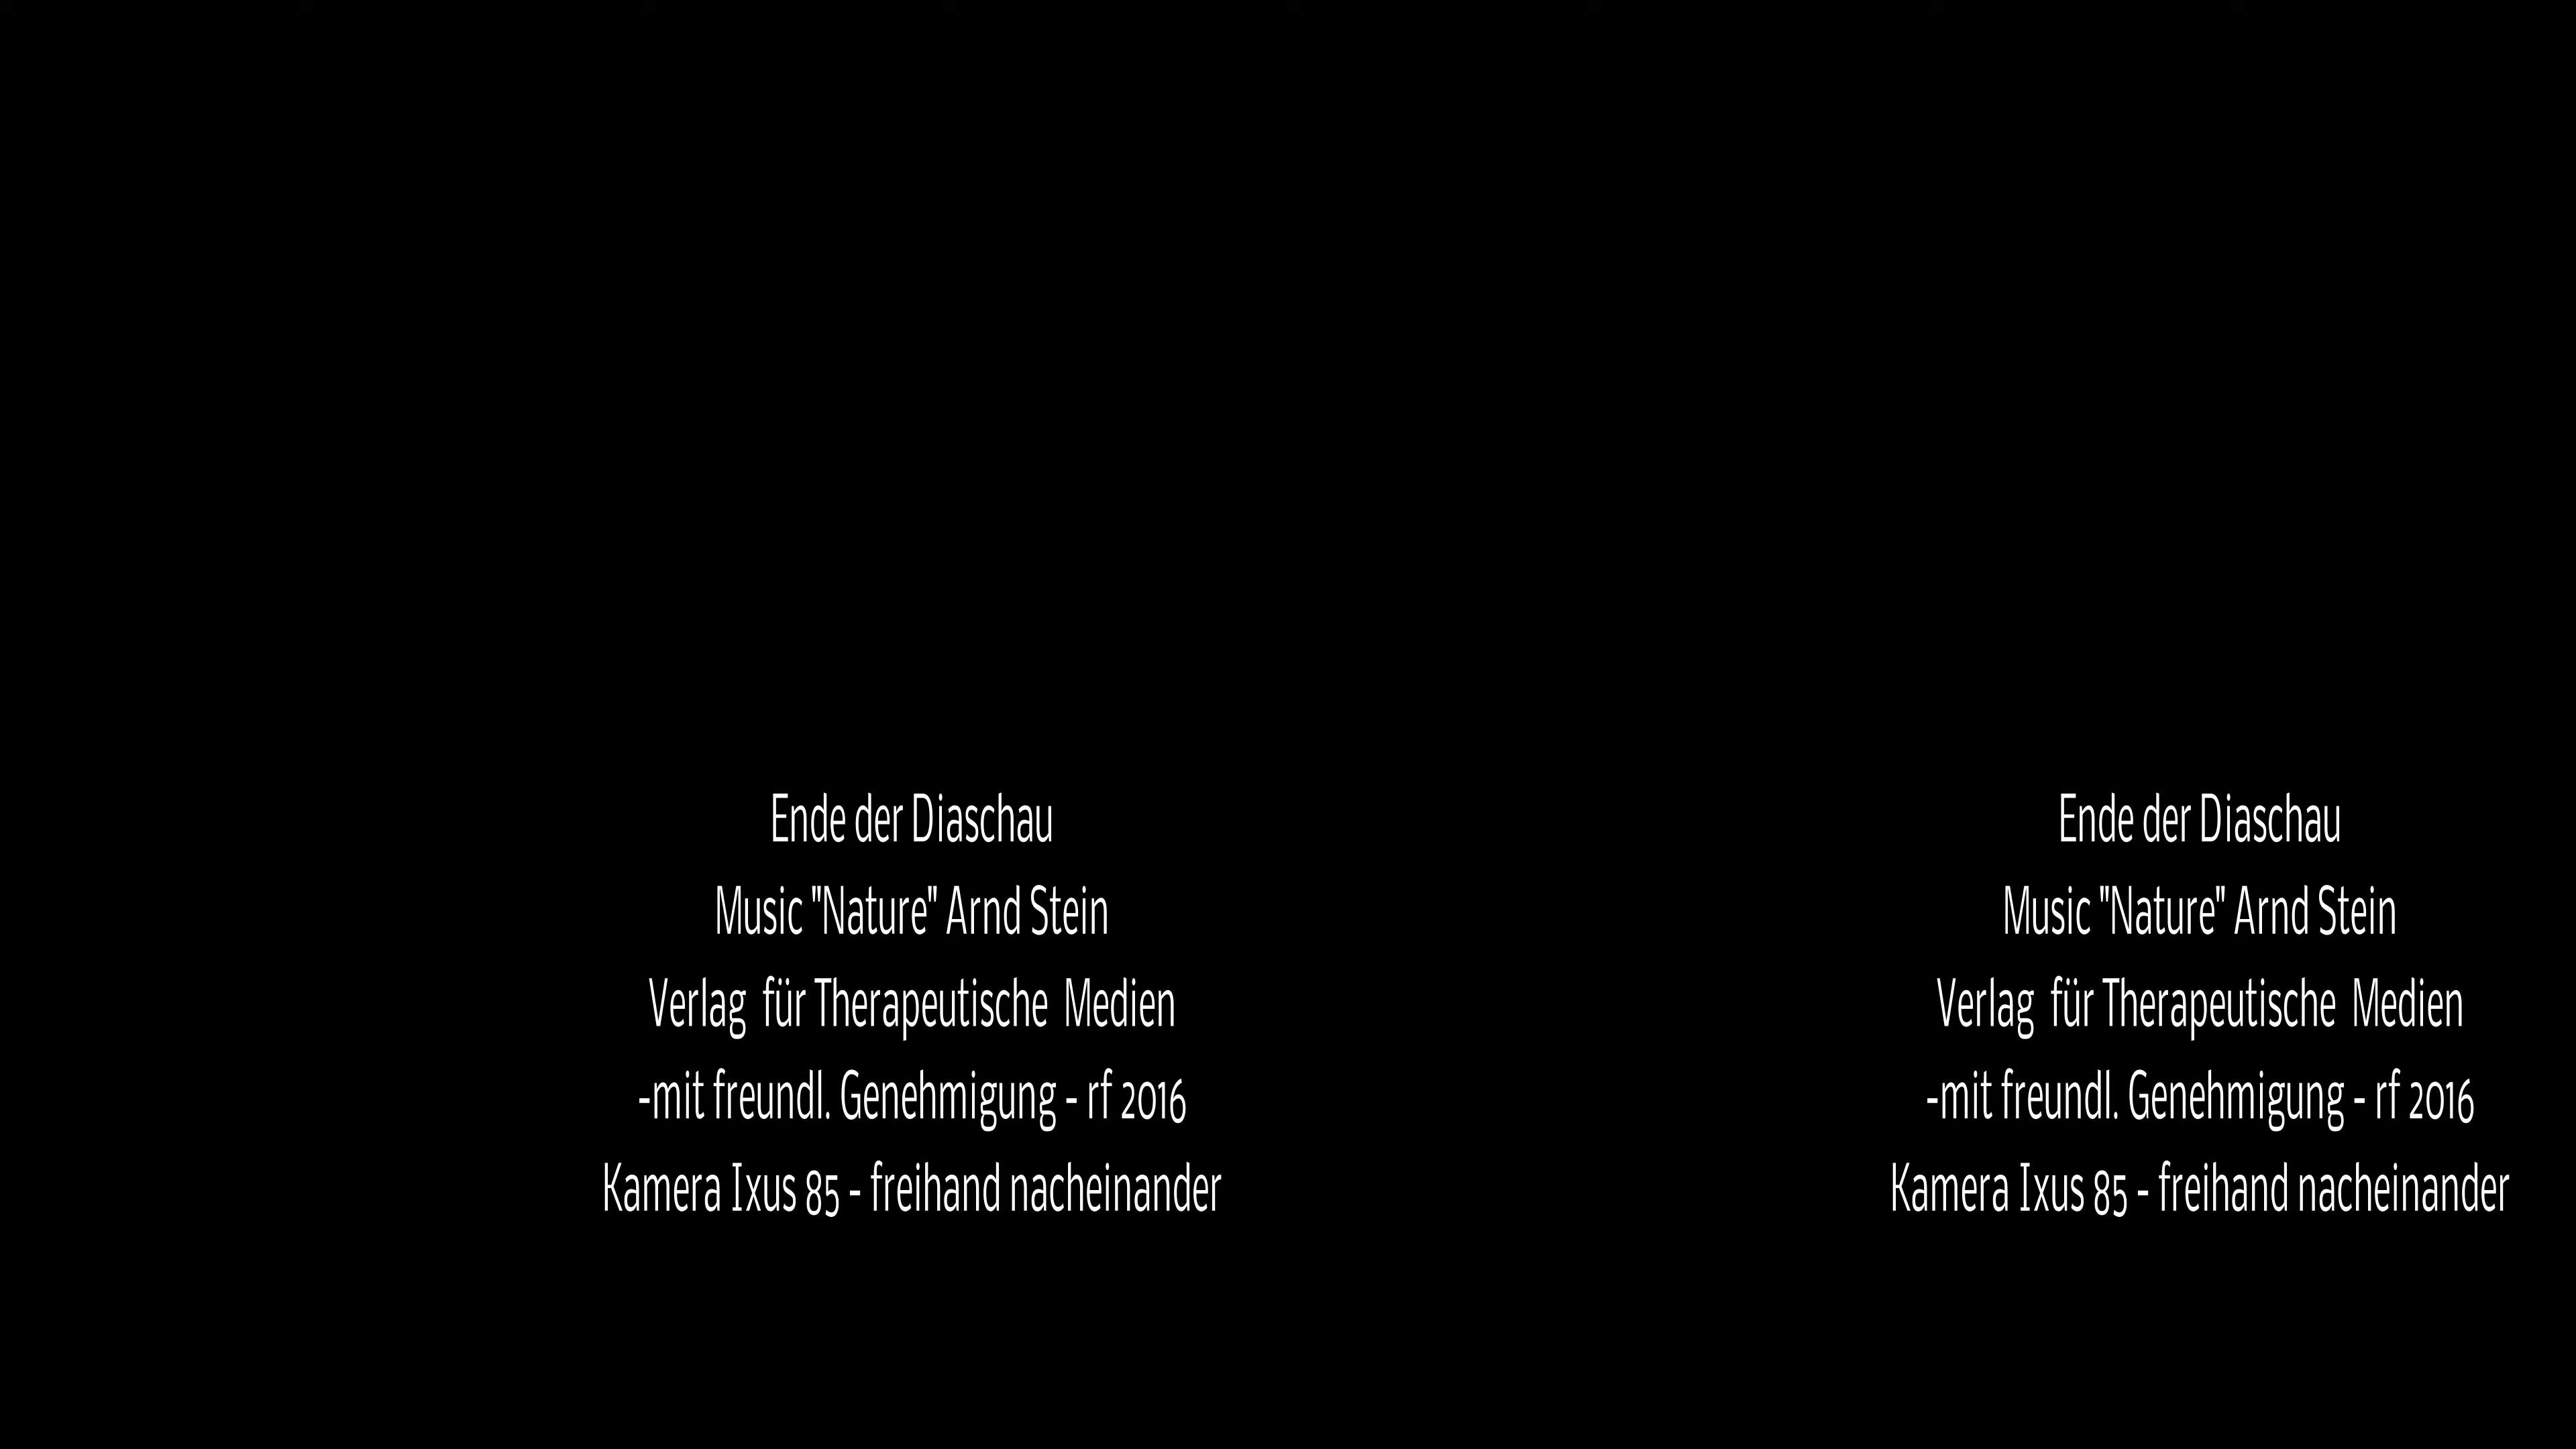 Ende der Diaschau
Music "Nature" Arnd Stein
Verlag  für Therapeutische  Medien
-mit freundl. Genehmigung - rf 2016
Kamera Ixus 85 - freihand nacheinander
Ende der Diaschau
Music "Nature" Arnd Stein
Verlag  für Therapeutische  Medien
-mit freundl. Genehmigung - rf 2016
Kamera Ixus 85 - freihand nacheinander